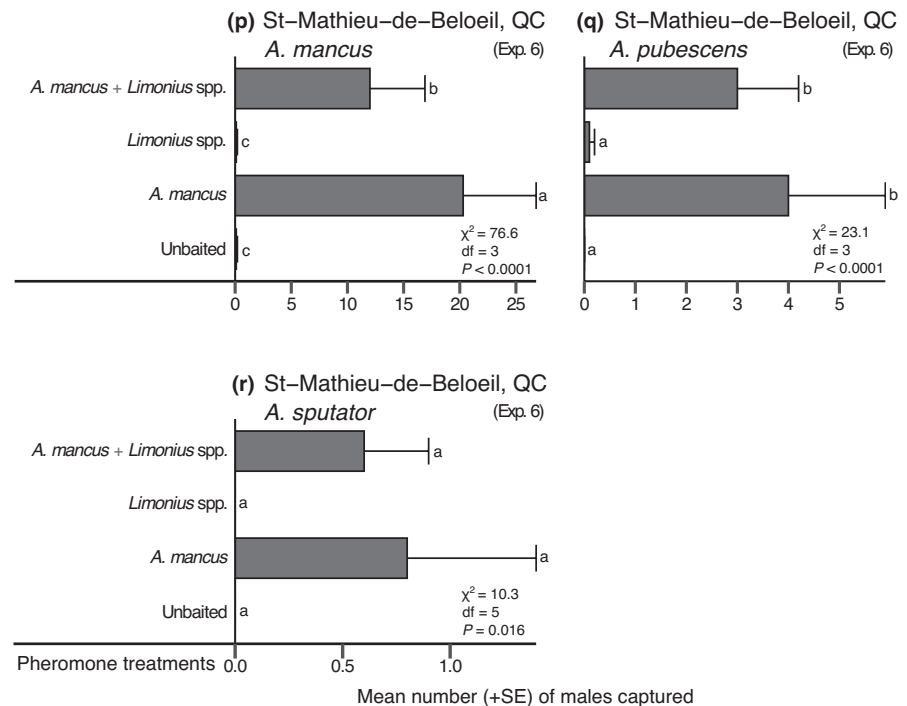 (p) St–Mathieu–de–Beloeil, QC
A. mancus (Exp. 6)
A. mancus + Limonius spp. b
Limonius spp. c
A. mancus a
Unbaited c
χ² = 76.6
df = 3
P < 0.0001
0 5 10 15 20 25
(q) St–Mathieu–de–Beloeil, QC
A. pubescens (Exp. 6)
b
a
b
a
χ² = 23.1
df = 3
P < 0.0001
0 1 2 3 4 5
(r) St–Mathieu–de–Beloeil, QC
A. sputator (Exp. 6)
A. mancus + Limonius spp. a
Limonius spp. a
A. mancus a
Unbaited a
χ² = 10.3
df = 5
P = 0.016
Pheromone treatments 0.0 0.5 1.0
Mean number (+SE) of males captured